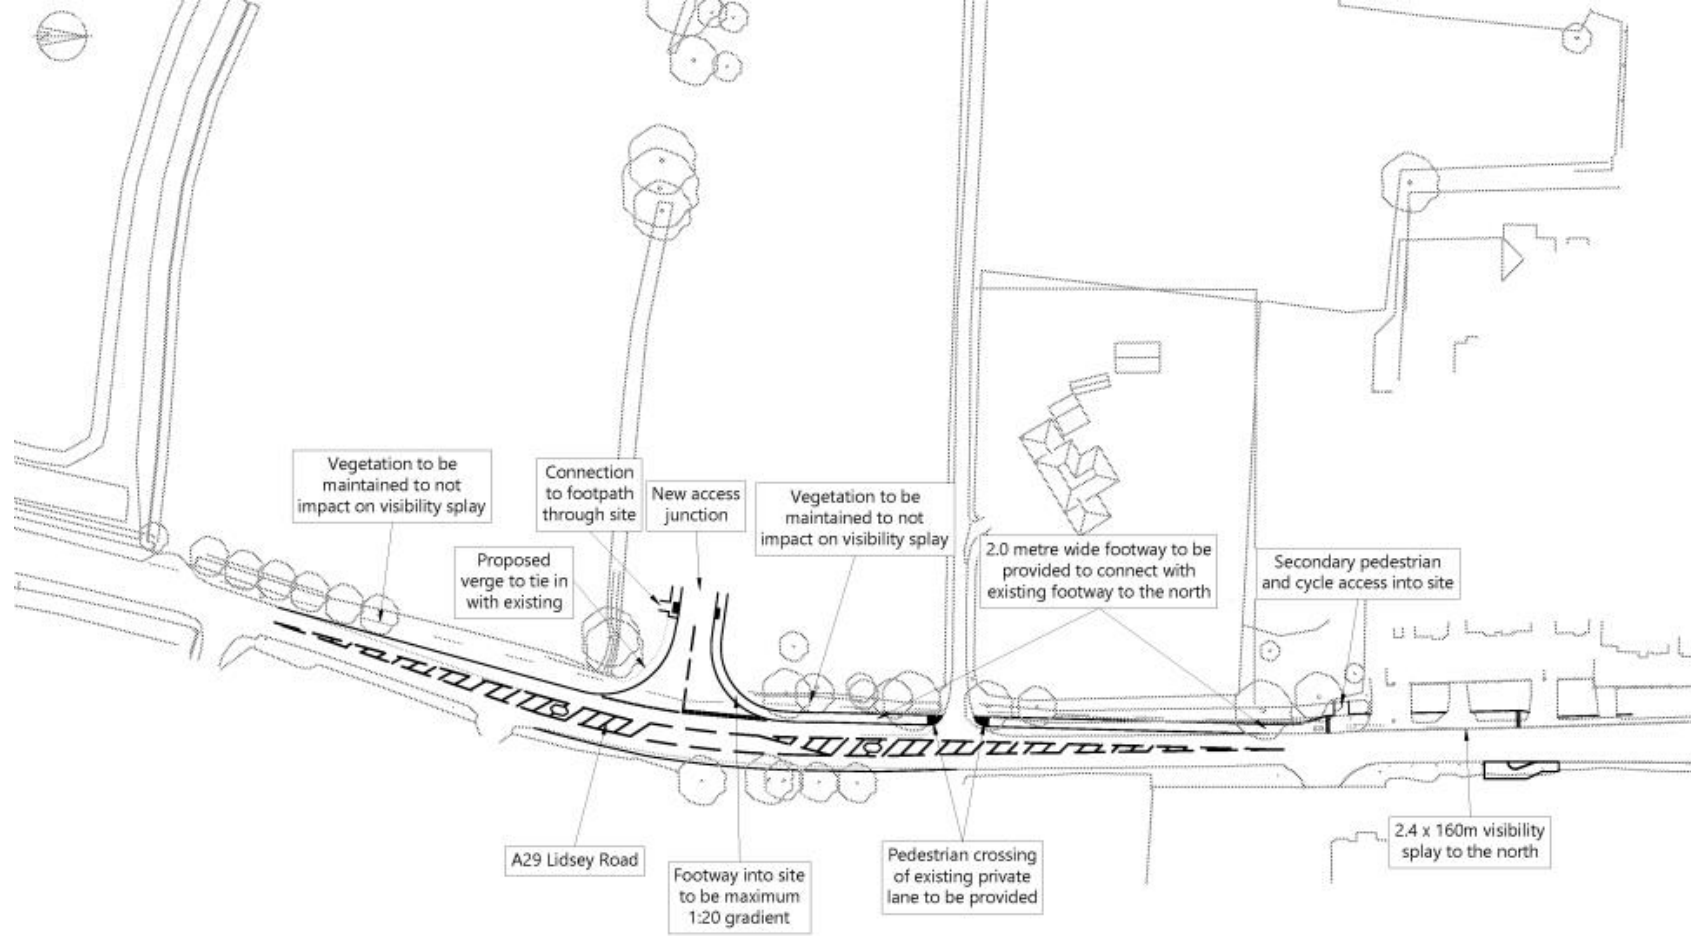 Vegetation to be
maintained to not
impact on visibility splay
Connection
to footpath
through site
New access
junction
Vegetation to be
maintained to not
impact on visibility splay
Proposed
verge to tie in
with existing
2.0 metre wide footway to be
provided to connect with
existing footway to the north
Secondary pedestrian
and cycle access into site
A29 Lidsey Road
Footway into site
to be maximum
1:20 gradient
Pedestrian crossing
of existing private
lane to be provided
2.4 x 160m visibility
splay to the north